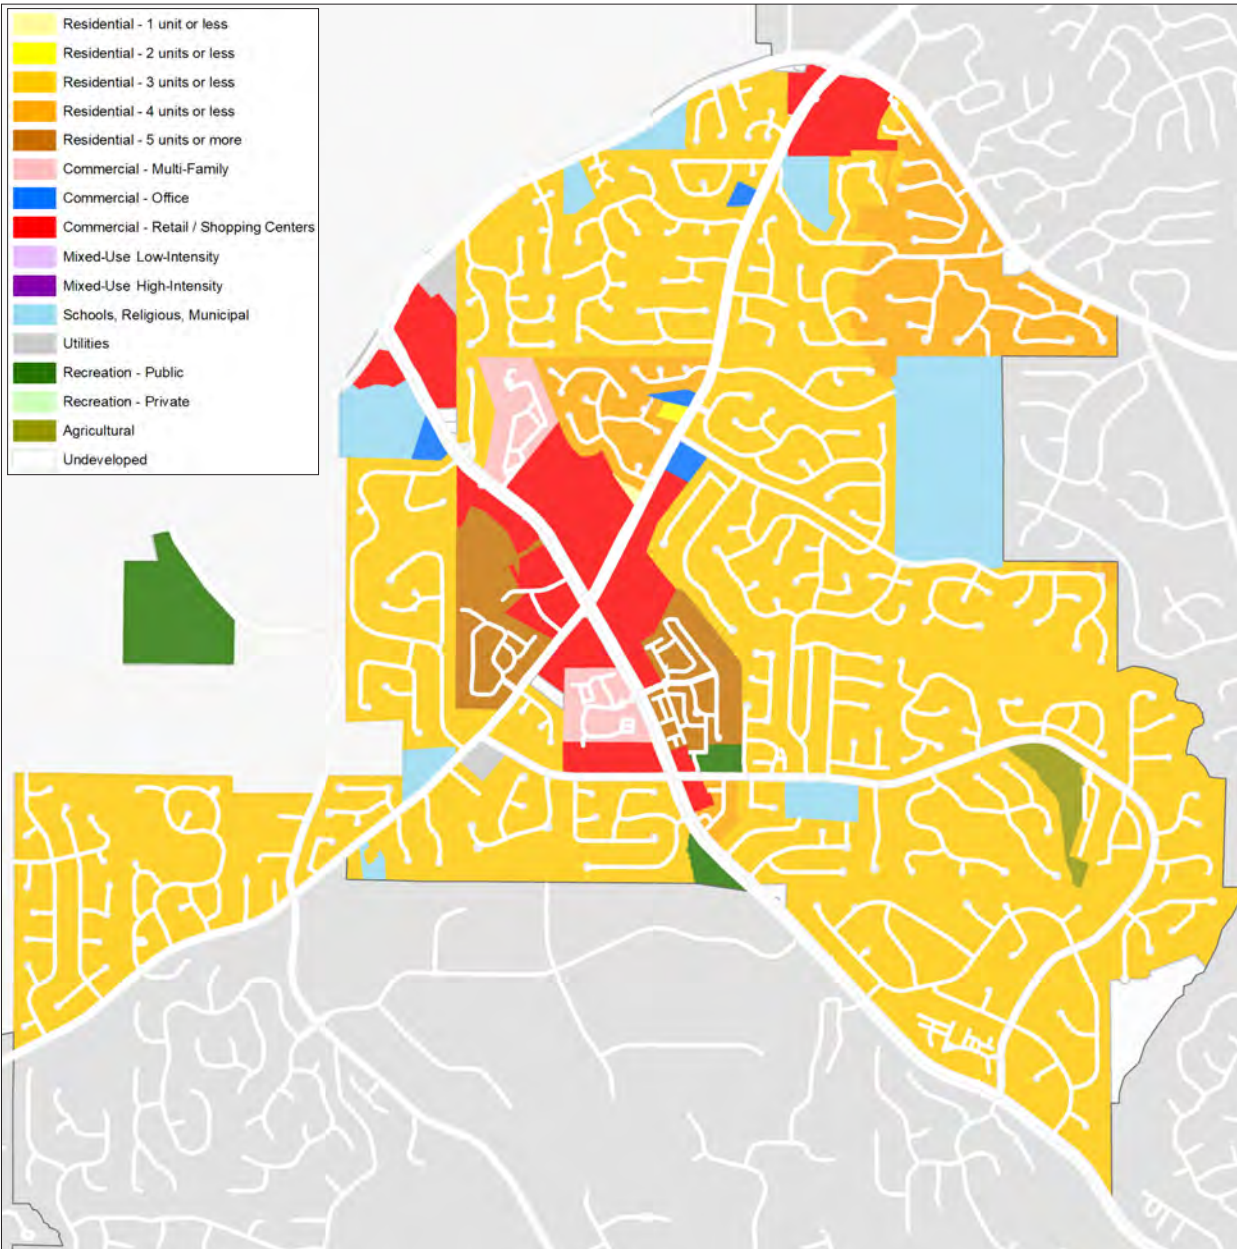 Residential - 1 unit or less
Residential - 2 units or less
Residential - 3 units or less
Residential - 4 units or less
Residential - 5 units or more
Commercial - Multi-Family
Commercial - Office
Commercial - Retail / Shopping Centers
Mixed-Use Low-Intensity
Mixed-Use High-Intensity
Schools, Religious, Municipal
Utilities
Recreation - Public
Recreation - Private
Agricultural
Undeveloped